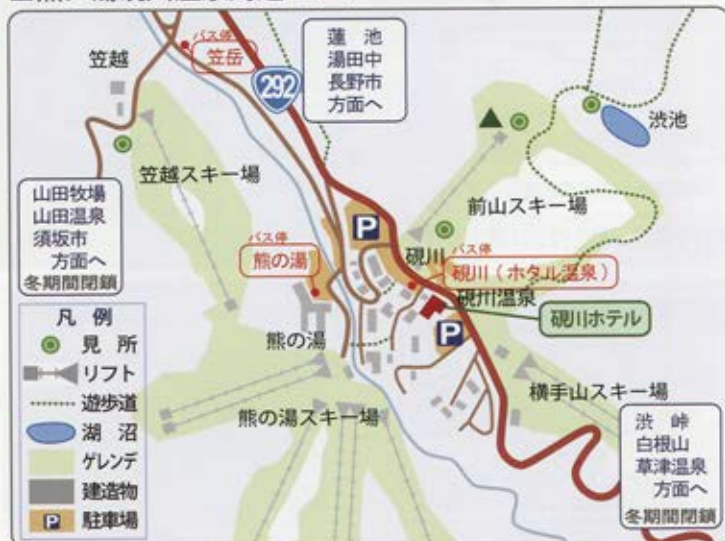 笠越
バス停
笠岳
292
蓮 池
湯田中
長野市
方面へ
渋池
笠越スキー場
前山スキー場
山田牧場
山田温泉
須坂市
方面へ
冬期間閉鎖
P
硯川
バス停
熊の湯
バス停
硯川(ホタル温泉)
硯川温泉
硯川ホテル
P
熊の湯
熊の湯スキー場
横手山スキー場
凡 例
見 所
リフト
遊歩道
湖 沼
ゲレンデ
建造物
P 駐車場
渋 峠
白根山
草津温泉
方面へ
冬期間閉鎖